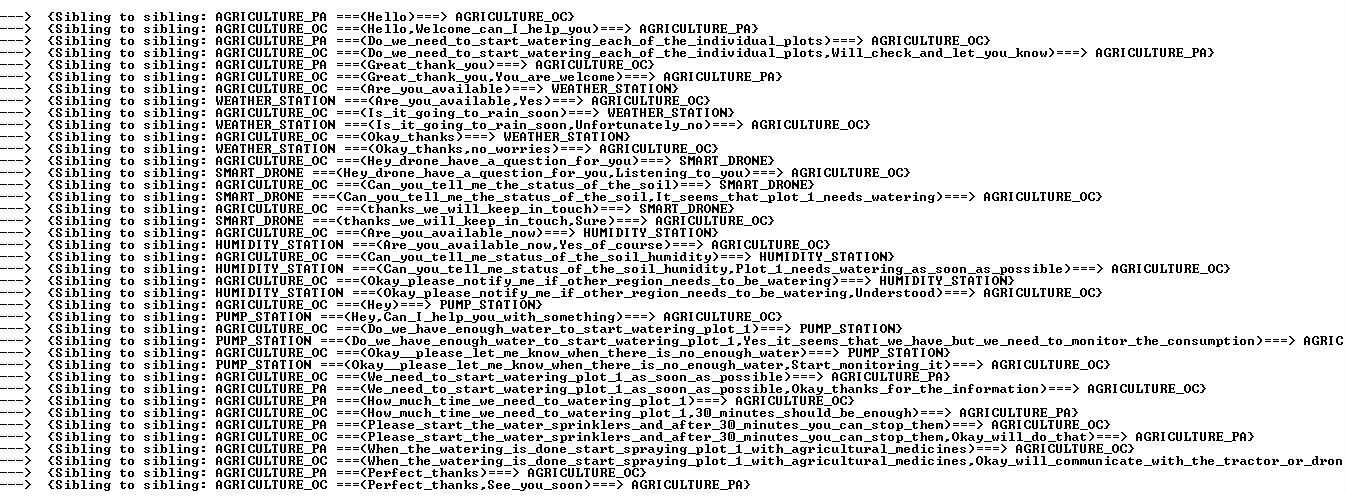 ---> {Sibling to sibling: AGRICULTURE_PA ===(Hello)===> AGRICULTURE_OC}
---> {Sibling to sibling: AGRICULTURE_OC ===(Hello,Welcome_can_I_help_you)===> AGRICULTURE_PA}
---> {Sibling to sibling: AGRICULTURE_PA ===(Do_we_need_to_start_watering_each_of_the_individual_plots)===> AGRICULTURE_OC}
---> {Sibling to sibling: AGRICULTURE_OC ===(Do_we_need_to_start_watering_each_of_the_individual_plots,Will_check_and_let_you_know)===> AGRICULTURE_PA}
---> {Sibling to sibling: AGRICULTURE_PA ===(Great_thank_you)===> AGRICULTURE_OC}
---> {Sibling to sibling: AGRICULTURE_OC ===(Great_thank_you,You_are_welcome)===> AGRICULTURE_PA}
---> {Sibling to sibling: AGRICULTURE_OC ===(Are_you_available)===> WEATHER_STATION}
---> {Sibling to sibling: WEATHER_STATION ===(Are_you_available,Yes)===> AGRICULTURE_OC}
---> {Sibling to sibling: AGRICULTURE_OC ===(Is_it_going_to_rain_soon)===> WEATHER_STATION}
---> {Sibling to sibling: WEATHER_STATION ===(Is_it_going_to_rain_soon,Unfortunately_no)===> AGRICULTURE_OC}
---> {Sibling to sibling: AGRICULTURE_OC ===(Okay_thanks)===> WEATHER_STATION}
---> {Sibling to sibling: WEATHER_STATION ===(Okay_thanks,no_worries)===> AGRICULTURE_OC}
---> {Sibling to sibling: AGRICULTURE_OC ===(Hey_drone_have_a_question_for_you)===> SMART_DRONE}
---> {Sibling to sibling: SMART_DRONE ===(Hey_drone_have_a_question_for_you,Listening_to_you)===> AGRICULTURE_OC}
---> {Sibling to sibling: AGRICULTURE_OC ===(Can_you_tell_me_the_status_of_the_soil)===> SMART_DRONE}
---> {Sibling to sibling: SMART_DRONE ===(Can_you_tell_me_the_status_of_the_soil,It_seems_that_plot_1_needs_watering)===> AGRICULTURE_OC}
---> {Sibling to sibling: AGRICULTURE_OC ===(thanks_we_will_keep_in_touch)===> SMART_DRONE}
---> {Sibling to sibling: SMART_DRONE ===(thanks_we_will_keep_in_touch,Sure)===> AGRICULTURE_OC}
---> {Sibling to sibling: AGRICULTURE_OC ===(Are_you_available_now)===> HUMIDITY_STATION}
---> {Sibling to sibling: HUMIDITY_STATION ===(Are_you_available_now,Yes_of_course)===> AGRICULTURE_OC}
---> {Sibling to sibling: AGRICULTURE_OC ===(Can_you_tell_me_status_of_the_soil_humidity)===> HUMIDITY_STATION}
---> {Sibling to sibling: HUMIDITY_STATION ===(Can_you_tell_me_status_of_the_soil_humidity,Plot_1_needs_watering_as_soon_as_possible)===> AGRICULTURE_OC}
---> {Sibling to sibling: AGRICULTURE_OC ===(Okay_please_notify_me_if_other_region_needs_to_be_watering)===> HUMIDITY_STATION}
---> {Sibling to sibling: HUMIDITY_STATION ===(Okay_please_notify_me_if_other_region_needs_to_be_watering,Understood)===> AGRICULTURE_OC}
---> {Sibling to sibling: AGRICULTURE_OC ===(Hey)===> PUMP_STATION}
---> {Sibling to sibling: PUMP_STATION ===(Hey,Can_I_help_you_with_something)===> AGRICULTURE_OC}
---> {Sibling to sibling: AGRICULTURE_OC ===(Do_we_have_enough_water_to_start_watering_plot_1)===> PUMP_STATION}
---> {Sibling to sibling: PUMP_STATION ===(Do_we_have_enough_water_to_start_watering_plot_1,Yes_it_seems_that_we_have_but_we_need_to_monitor_the_consumption)===> AGRIC
---> {Sibling to sibling: AGRICULTURE_OC ===(Okay__please_let_me_know_when_there_is_no_enough_water)===> PUMP_STATION}
---> {Sibling to sibling: PUMP_STATION ===(Okay__please_let_me_know_when_there_is_no_enough_water,Start_monitoring_it)===> AGRICULTURE_OC}
---> {Sibling to sibling: AGRICULTURE_OC ===(We_need_to_start_watering_plot_1_as_soon_as_possible)===> AGRICULTURE_PA}
---> {Sibling to sibling: AGRICULTURE_PA ===(We_need_to_start_watering_plot_1_as_soon_as_possible,Okay_thanks_for_the_information)===> AGRICULTURE_OC}
---> {Sibling to sibling: AGRICULTURE_PA ===(How_much_time_we_need_to_watering_plot_1)===> AGRICULTURE_OC}
---> {Sibling to sibling: AGRICULTURE_OC ===(How_much_time_we_need_to_watering_plot_1,30_minutes_should_be_enough)===> AGRICULTURE_PA}
---> {Sibling to sibling: AGRICULTURE_PA ===(Please_start_the_water_sprinklers_and_after_30_minutes_you_can_stop_them)===> AGRICULTURE_OC}
---> {Sibling to sibling: AGRICULTURE_OC ===(Please_start_the_water_sprinklers_and_after_30_minutes_you_can_stop_them,Okay_will_do_that)===> AGRICULTURE_PA}
---> {Sibling to sibling: AGRICULTURE_PA ===(When_the_watering_is_done_start_spraying_plot_1_with_agricultural_medicines)===> AGRICULTURE_OC}
---> {Sibling to sibling: AGRICULTURE_OC ===(When_the_watering_is_done_start_spraying_plot_1_with_agricultural_medicines,Okay_will_communicate_with_the_tractor_or_dron
---> {Sibling to sibling: AGRICULTURE_PA ===(Perfect_thanks)===> AGRICULTURE_OC}
---> {Sibling to sibling: AGRICULTURE_OC ===(Perfect_thanks,See_you_soon)===> AGRICULTURE_PA}